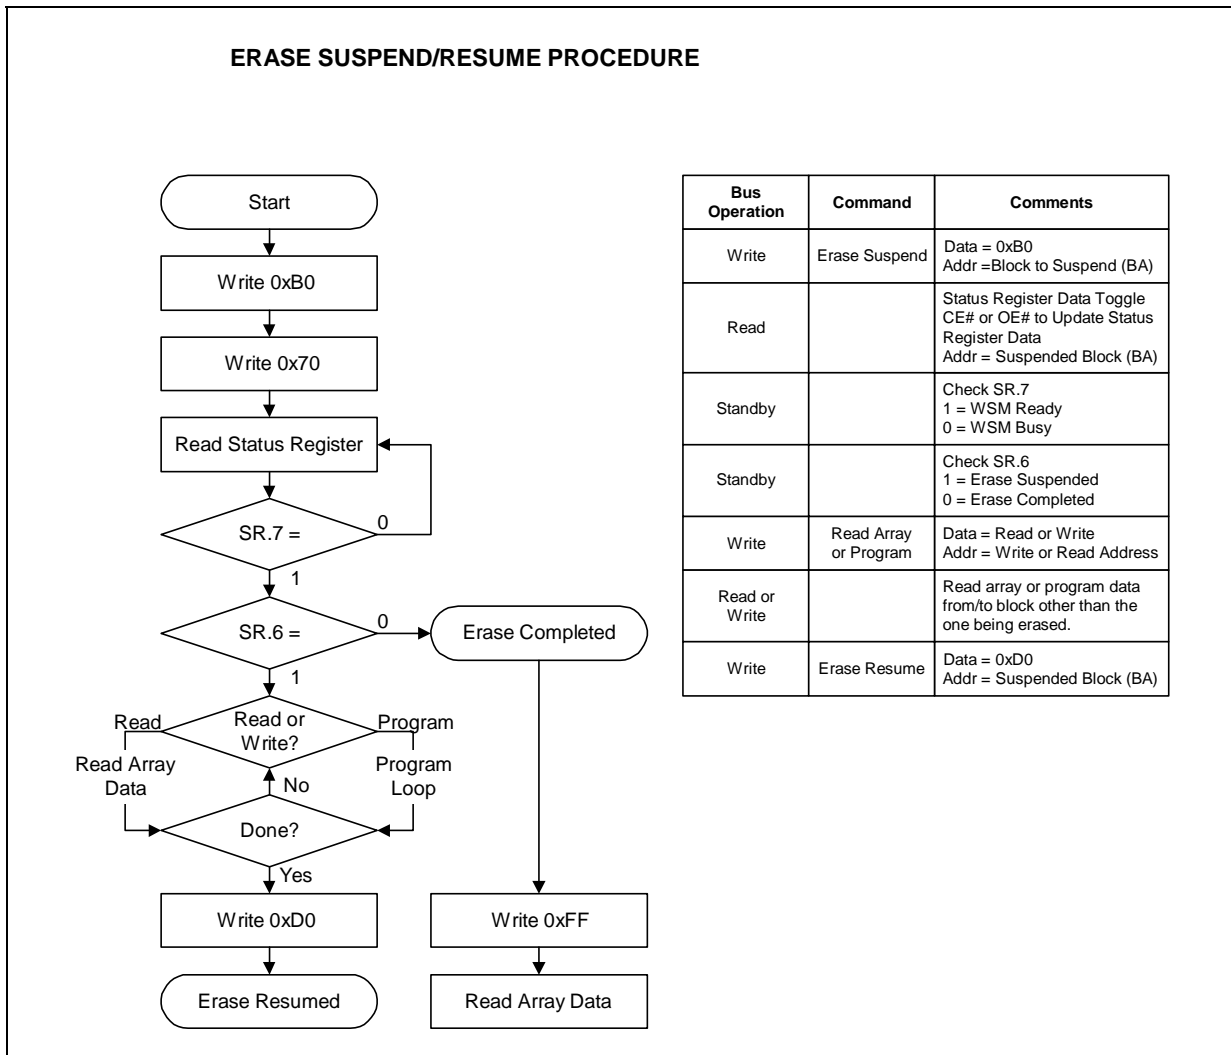 ERASE SUSPEND/RESUME PROCEDURE
Start
Write 0xB0
Write 0x70
Read Status Register
SR.7 =
0
1
SR.6 =
0
Erase Completed
1
Read
Read or
Write?
Program
Read Array
Data
Program
Loop
No
Done?
Yes
Write 0xD0
Write 0xFF
Erase Resumed
Read Array Data
Bus
Operation
Command
Comments
Write
Erase Suspend
Data = 0xB0
Addr =Block to Suspend (BA)
Read
Status Register Data Toggle
CE# or OE# to Update Status
Register Data
Addr = Suspended Block (BA)
Standby
Check SR.7
1 = WSM Ready
0 = WSM Busy
Standby
Check SR.6
1 = Erase Suspended
0 = Erase Completed
Write
Read Array
or Program
Data = Read or Write
Addr = Write or Read Address
Read or
Write
Read array or program data
from/to block other than the
one being erased.
Write
Erase Resume
Data = 0xD0
Addr = Suspended Block (BA)